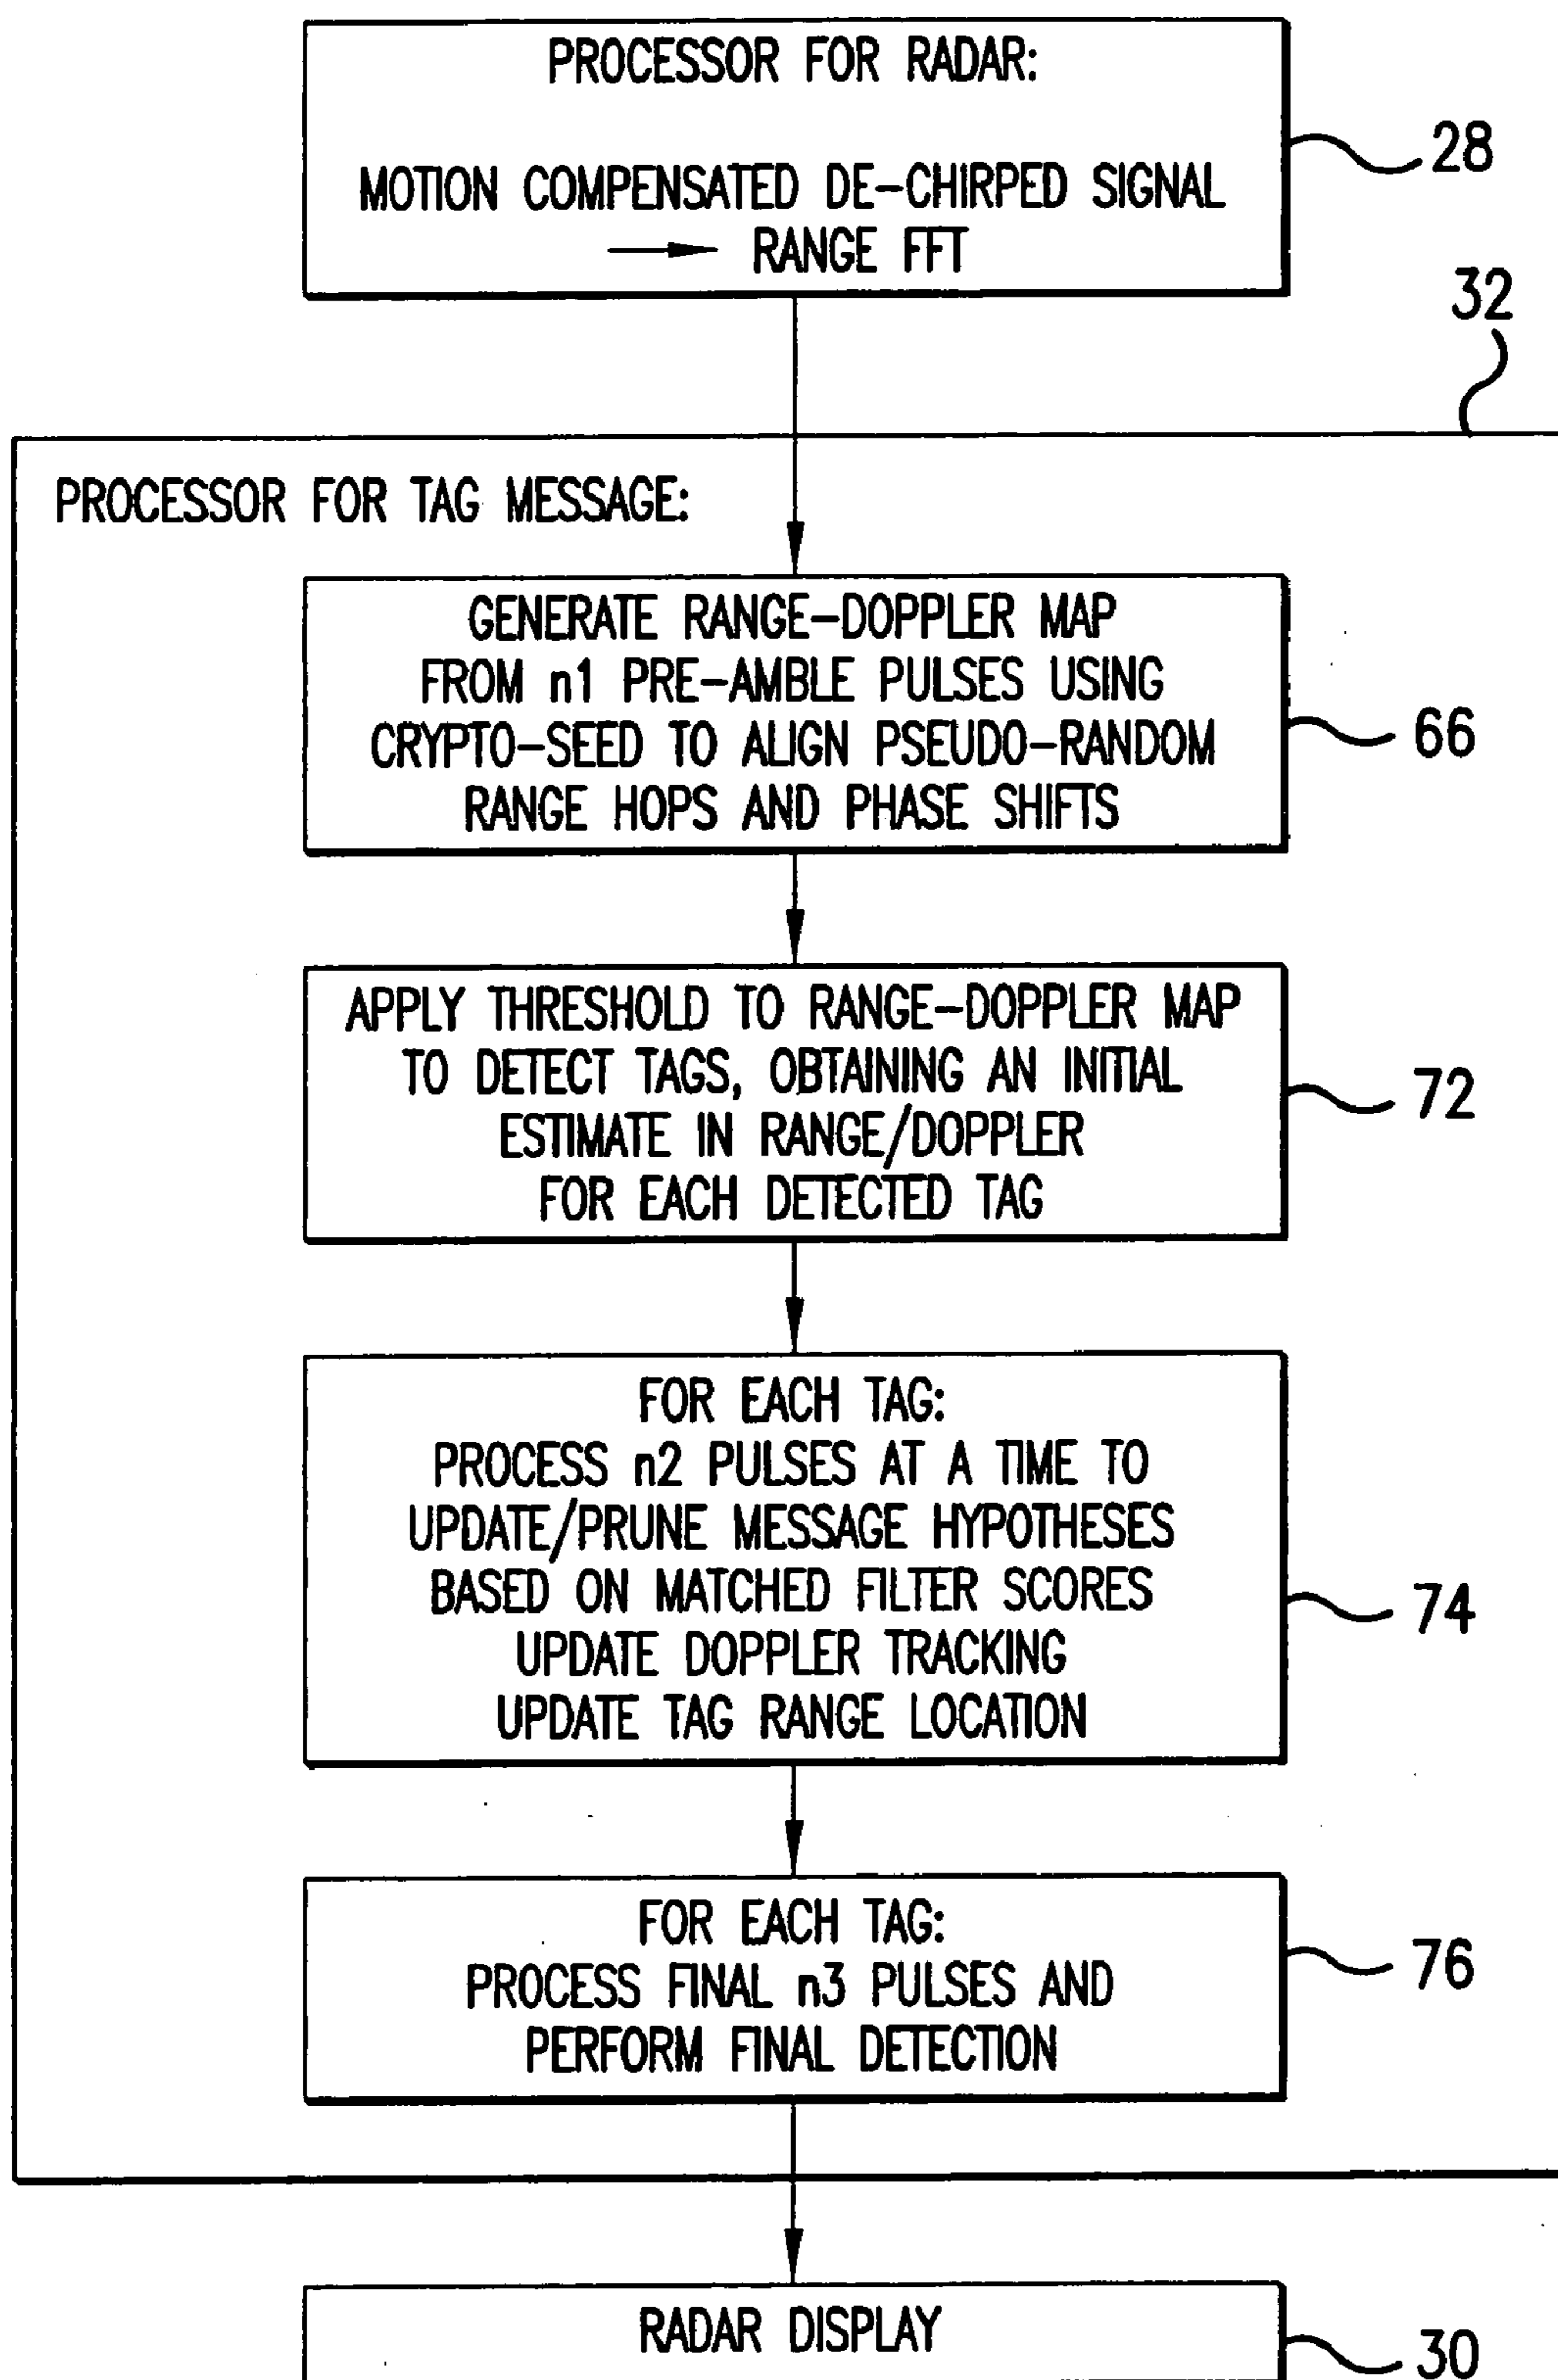 PROCESSOR FOR RADAR:
MOTION COMPENSATED DE-CHIRPED SIGNAL
→ RANGE FFT
28
32
PROCESSOR FOR TAG MESSAGE:
GENERATE RANGE-DOPPLER MAP
FROM n1 PRE-AMBLE PULSES USING
CRYPTO-SEED TO ALIGN PSEUDO-RANDOM
RANGE HOPS AND PHASE SHIFTS
66
APPLY THRESHOLD TO RANGE-DOPPLER MAP
TO DETECT TAGS, OBTAINING AN INITIAL
ESTIMATE IN RANGE/DOPPLER
FOR EACH DETECTED TAG
72
FOR EACH TAG:
PROCESS n2 PULSES AT A TIME TO
UPDATE/PRUNE MESSAGE HYPOTHESES
BASED ON MATCHED FILTER SCORES
UPDATE DOPPLER TRACKING
UPDATE TAG RANGE LOCATION
74
FOR EACH TAG:
PROCESS FINAL n3 PULSES AND
PERFORM FINAL DETECTION
76
RADAR DISPLAY
30